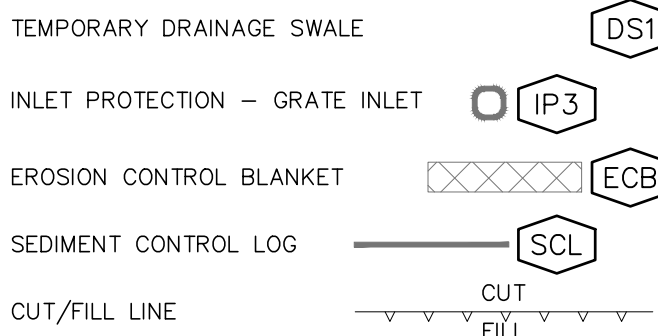 TEMPORARY DRAINAGE SWALE DS1
INLET PROTECTION – GRATE INLET IP3
EROSION CONTROL BLANKET ECB
SEDIMENT CONTROL LOG SCL
CUT/FILL LINE CUT
FILL